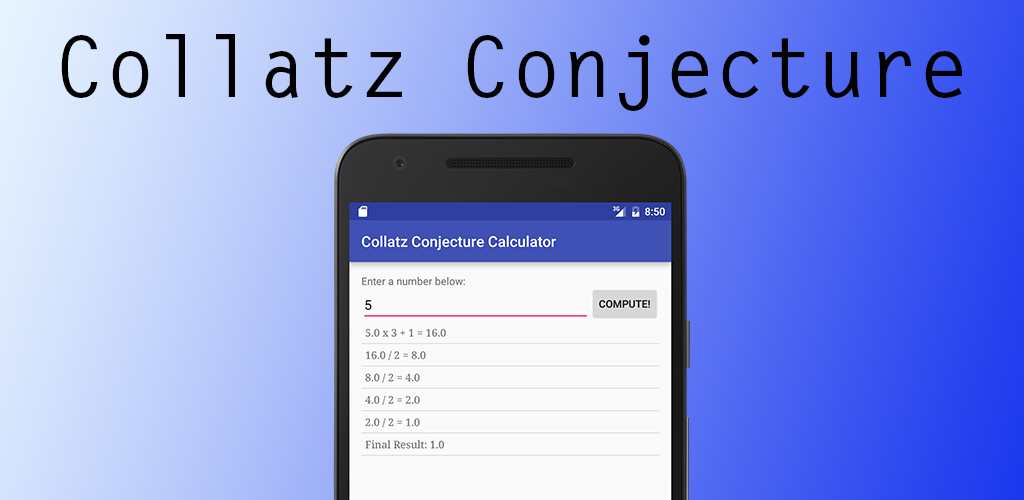 Collatz Conjecture
3G 8:50
Collatz Conjecture Calculator
Enter a number below:
5 COMPUTE!
5.0 x 3 + 1 = 16.0
16.0 / 2 = 8.0
8.0 / 2 = 4.0
4.0 / 2 = 2.0
2.0 / 2 = 1.0
Final Result: 1.0